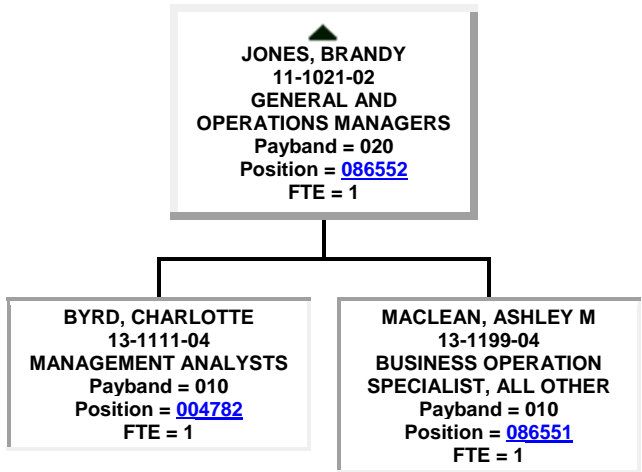 JONES, BRANDY
11-1021-02
GENERAL AND
OPERATIONS MANAGERS
Payband = 020
Position = 086552
FTE = 1
BYRD, CHARLOTTE
13-1111-04
MANAGEMENT ANALYSTS
Payband = 010
Position = 004782
FTE = 1
MACLEAN, ASHLEY M
13-1199-04
BUSINESS OPERATION
SPECIALIST, ALL OTHER
Payband = 010
Position = 086551
FTE = 1